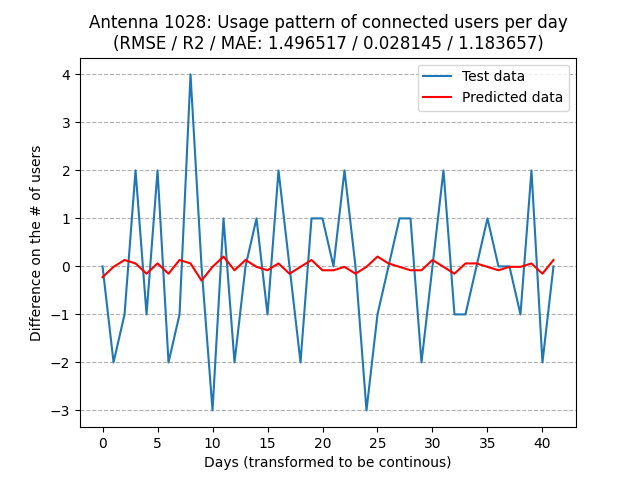 Antenna 1028: Usage pattern of connected users per day
(RMSE / R2 / MAE: 1.496517 / 0.028145 / 1.183657)
Test data
Predicted data
4
3
2
1
0
−1
−2
−3
Difference on the # of users
0 5 10 15 20 25 30 35 40
Days (transformed to be continous)